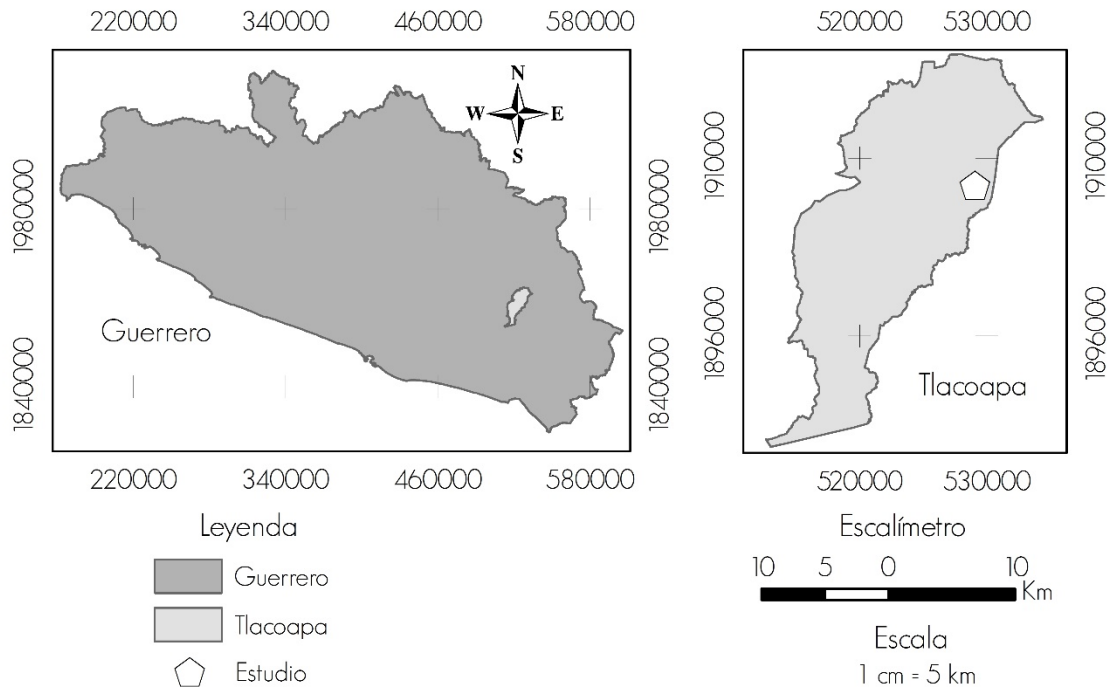 220000 340000 460000 580000
520000 530000
N
W E
S
1980000
1840000
1980000
1840000
Guerrero
220000 340000 460000 580000
1910000
1896000
1910000
1896000
Tlacoapa
520000 530000
Leyenda
Guerrero
Tlacoapa
Estudio
Escalímetro
10 5 0 10
Km
Escala
1 cm = 5 km